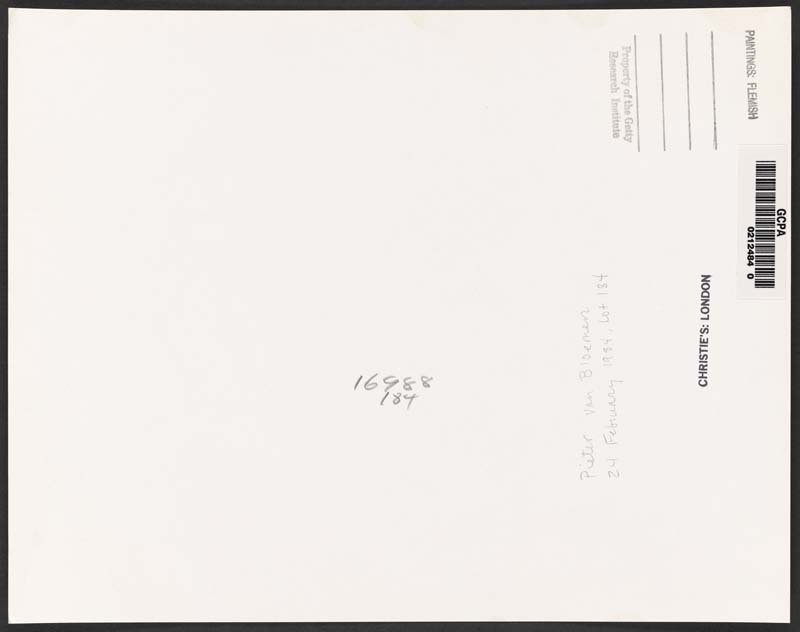 PAINTINGS: FLEMISH
Property of the Getty
Research Institute
GCPA
0212484 0
CHRISTIE'S: LONDON
Pieter van Bloemen
24 February 1984, Lot 184
16988
184